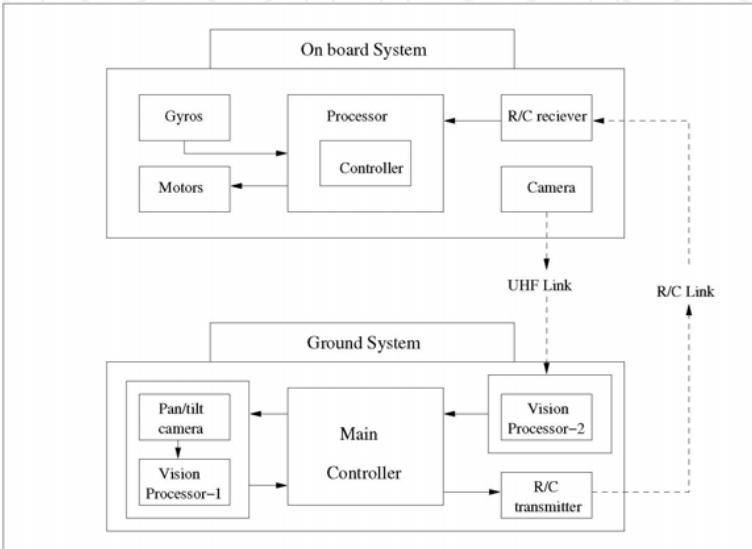 On board System
Gyros
Processor
R/C reciever
Controller
Motors
Camera
UHF Link
R/C Link
Ground System
Pan/tilt
camera
Main
Controller
Vision
Processor-2
Vision
Processor-1
R/C
transmitter